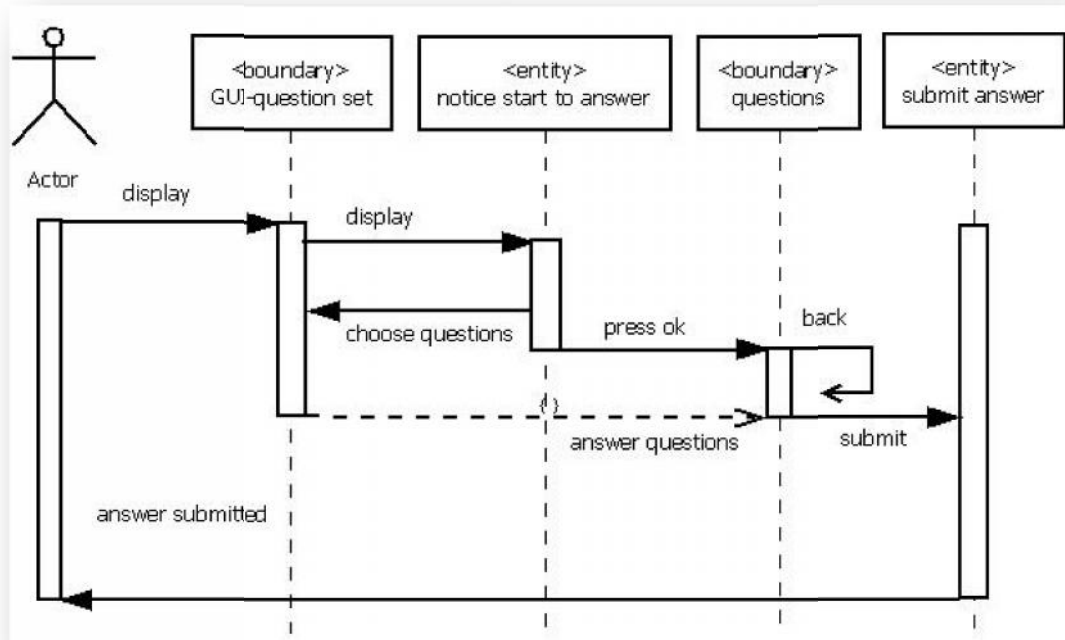 <boundary>
GUI-question set
<entity>
notice start to answer
<boundary>
questions
<entity>
submit answer
Actor
display
display
choose questions
press ok
back
answer questions
submit
answer submitted